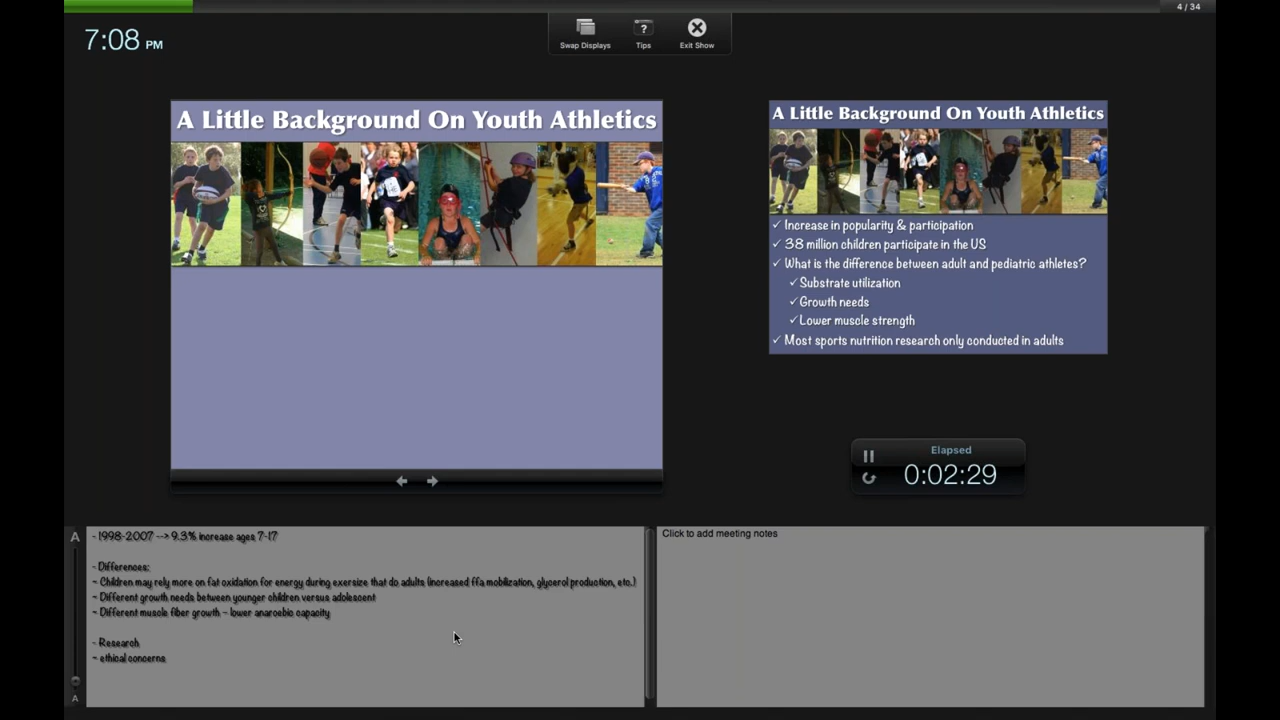 4 / 34
7:08 PM
Swap Displays
Tips
Exit Show
A Little Background On Youth Athletics
A Little Background On Youth Athletics
✓ Increase in popularity & participation
✓ 38 million children participate in the US
✓ What is the difference between adult and pediatric athletes?
✓ Substrate utilization
✓ Growth needs
✓ Lower muscle strength
✓ Most sports nutrition research only conducted in adults
Elapsed
0:02:29
A
- 1998-2007 --> 9.3% increase ages 7-17
- Differences:
- Children may rely more on fat oxidation for energy during exersize that do adults (increased ffa mobilization, glycerol production, etc.)
- Different growth needs between younger children versus adolescent
- Different muscle fiber growth - lower anaroebic capacity
- Research
- ethical concerns
A
Click to add meeting notes